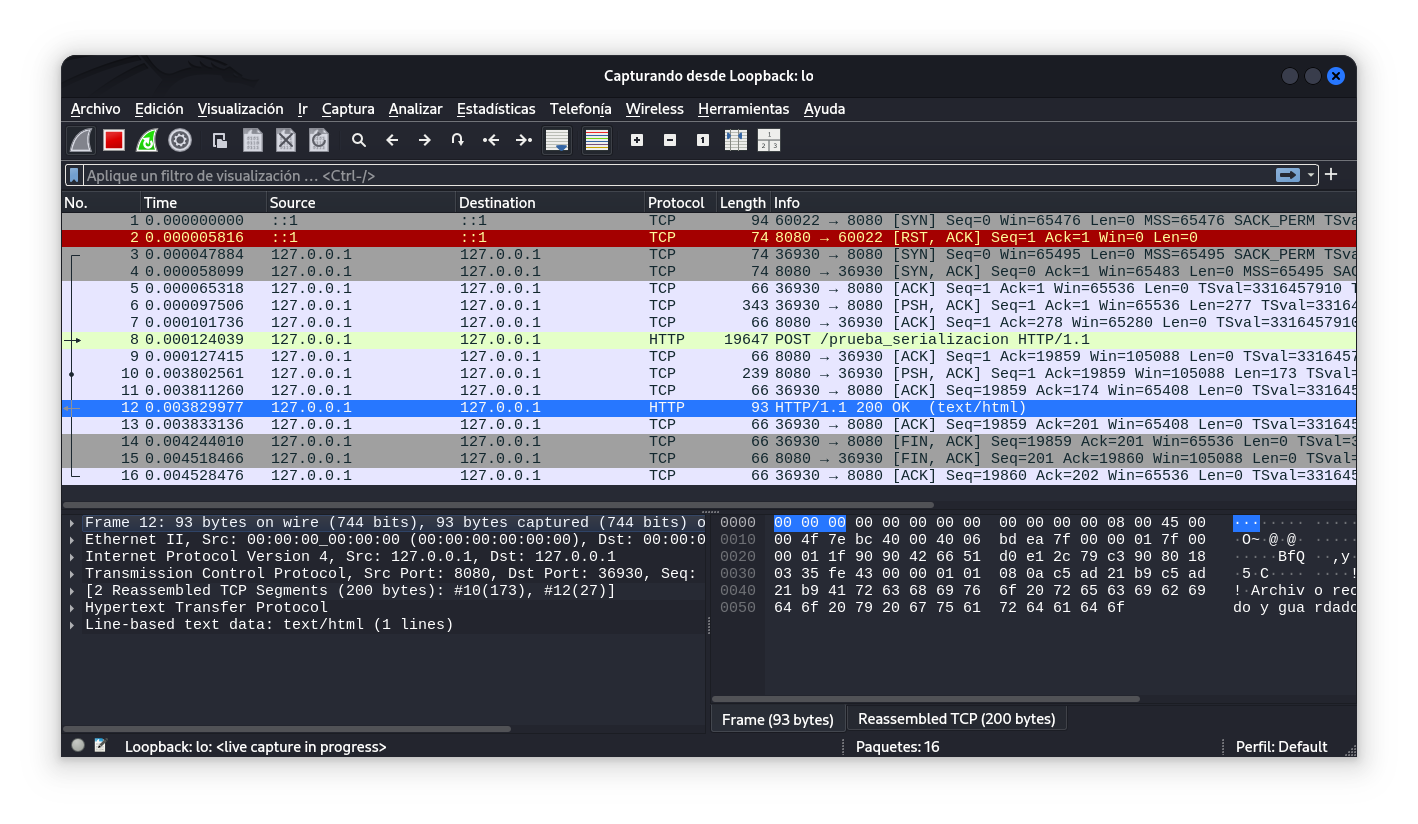 Capturando desde Loopback: lo
Archivo Edición Visualización Ir Captura Analizar Estadísticas Telefonía Wireless Herramientas Ayuda
Aplique un filtro de visualización … <Ctrl-/>
No. Time Source Destination Protocol Length Info
1 0.000000000 ::1 ::1 TCP 94 60022 → 8080 [SYN] Seq=0 Win=65476 Len=0 MSS=65476 SACK_PERM TSva
2 0.000005816 ::1 ::1 TCP 74 8080 → 60022 [RST, ACK] Seq=1 Ack=1 Win=0 Len=0
3 0.000047884 127.0.0.1 127.0.0.1 TCP 74 36930 → 8080 [SYN] Seq=0 Win=65495 Len=0 MSS=65495 SACK_PERM TSva
4 0.000058099 127.0.0.1 127.0.0.1 TCP 74 8080 → 36930 [SYN, ACK] Seq=0 Ack=1 Win=65483 Len=0 MSS=65495 SAC
5 0.000065318 127.0.0.1 127.0.0.1 TCP 66 36930 → 8080 [ACK] Seq=1 Ack=1 Win=65536 Len=0 TSval=3316457910 T
6 0.000097506 127.0.0.1 127.0.0.1 TCP 343 36930 → 8080 [PSH, ACK] Seq=1 Ack=1 Win=65536 Len=277 TSval=33164
7 0.000101736 127.0.0.1 127.0.0.1 TCP 66 8080 → 36930 [ACK] Seq=1 Ack=278 Win=65280 Len=0 TSval=3316457910
8 0.000124039 127.0.0.1 127.0.0.1 HTTP 19647 POST /prueba_serializacion HTTP/1.1
9 0.000127415 127.0.0.1 127.0.0.1 TCP 66 8080 → 36930 [ACK] Seq=1 Ack=19859 Win=105088 Len=0 TSval=3316457
10 0.003802561 127.0.0.1 127.0.0.1 TCP 239 8080 → 36930 [PSH, ACK] Seq=1 Ack=19859 Win=105088 Len=173 TSval=
11 0.003811260 127.0.0.1 127.0.0.1 TCP 66 36930 → 8080 [ACK] Seq=19859 Ack=174 Win=65408 Len=0 TSval=331645
12 0.003829977 127.0.0.1 127.0.0.1 HTTP 93 HTTP/1.1 200 OK (text/html)
13 0.003833136 127.0.0.1 127.0.0.1 TCP 66 36930 → 8080 [ACK] Seq=19859 Ack=201 Win=65408 Len=0 TSval=331645
14 0.004244010 127.0.0.1 127.0.0.1 TCP 66 36930 → 8080 [FIN, ACK] Seq=19859 Ack=201 Win=65536 Len=0 TSval=3
15 0.004518466 127.0.0.1 127.0.0.1 TCP 66 8080 → 36930 [FIN, ACK] Seq=201 Ack=19860 Win=105088 Len=0 TSval=
16 0.004528476 127.0.0.1 127.0.0.1 TCP 66 36930 → 8080 [ACK] Seq=19860 Ack=202 Win=65536 Len=0 TSval=331645
Frame 12: 93 bytes on wire (744 bits), 93 bytes captured (744 bits) o
Ethernet II, Src: 00:00:00_00:00:00 (00:00:00:00:00:00), Dst: 00:00:0
Internet Protocol Version 4, Src: 127.0.0.1, Dst: 127.0.0.1
Transmission Control Protocol, Src Port: 8080, Dst Port: 36930, Seq:
[2 Reassembled TCP Segments (200 bytes): #10(173), #12(27)]
Hypertext Transfer Protocol
Line-based text data: text/html (1 lines)
0000 00 00 00 00 00 00 00 00 00 00 00 00 08 00 45 00 ········ ·····
0010 00 4f 7e bc 40 00 40 06 bd ea 7f 00 00 01 7f 00 ·O~·@·@· ·····
0020 00 01 1f 90 90 42 66 51 d0 e1 2c 79 c3 90 80 18 ·····BfQ ··,y·
0030 03 35 fe 43 00 00 01 01 08 0a c5 ad 21 b9 c5 ad ·5·C···· ····!
0040 21 b9 41 72 63 68 69 76 6f 20 72 65 63 69 62 69 !·Archiv o rec
0050 64 6f 20 79 20 67 75 61 72 64 61 64 6f do y gua rdado
Frame (93 bytes) Reassembled TCP (200 bytes)
Loopback: lo: <live capture in progress> Paquetes: 16 Perfil: Default